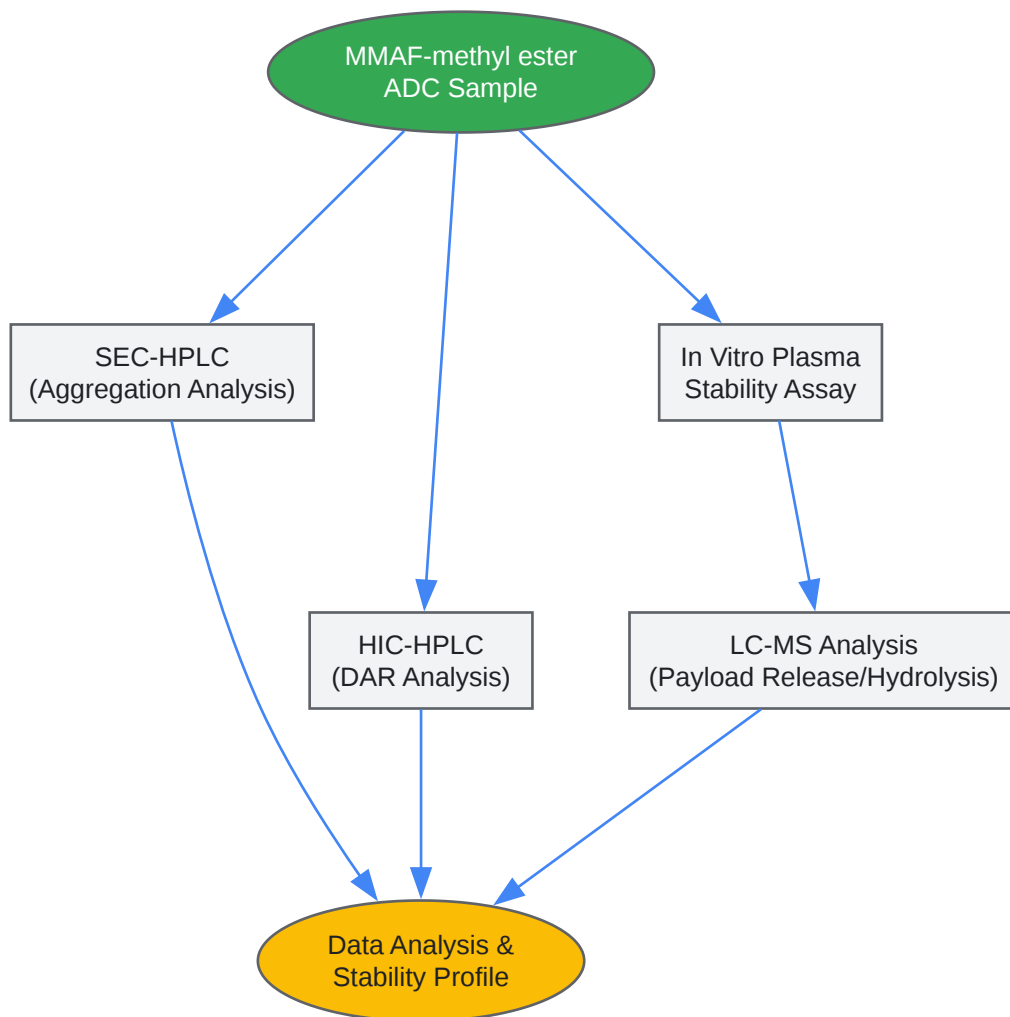 MMAF-methyl ester
ADC Sample
SEC-HPLC
(Aggregation Analysis)
In Vitro Plasma
Stability Assay
HIC-HPLC
(DAR Analysis)
LC-MS Analysis
(Payload Release/Hydrolysis)
Data Analysis &
Stability Profile